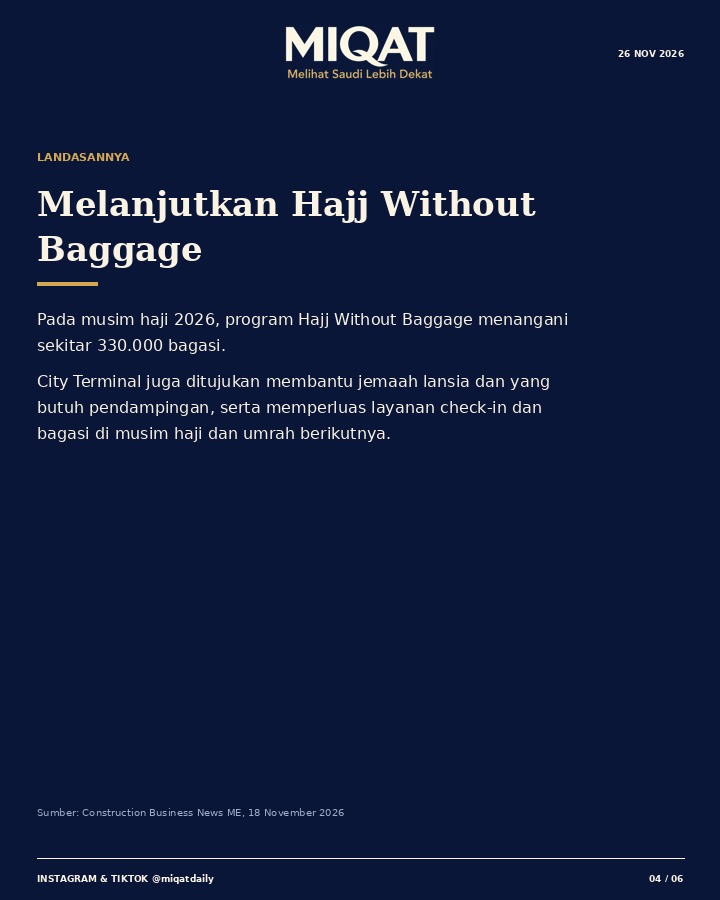 MIQAT
Melihat Saudi Lebih Dekat
26 NOV 2026
LANDASANNYA
Melanjutkan Hajj Without
Baggage
Pada musim haji 2026, program Hajj Without Baggage menangani
sekitar 330.000 bagasi.
City Terminal juga ditujukan membantu jemaah lansia dan yang
butuh pendampingan, serta memperluas layanan check-in dan
bagasi di musim haji dan umrah berikutnya.
Sumber: Construction Business News ME, 18 November 2026
INSTAGRAM & TIKTOK @miqatdaily
04 / 06